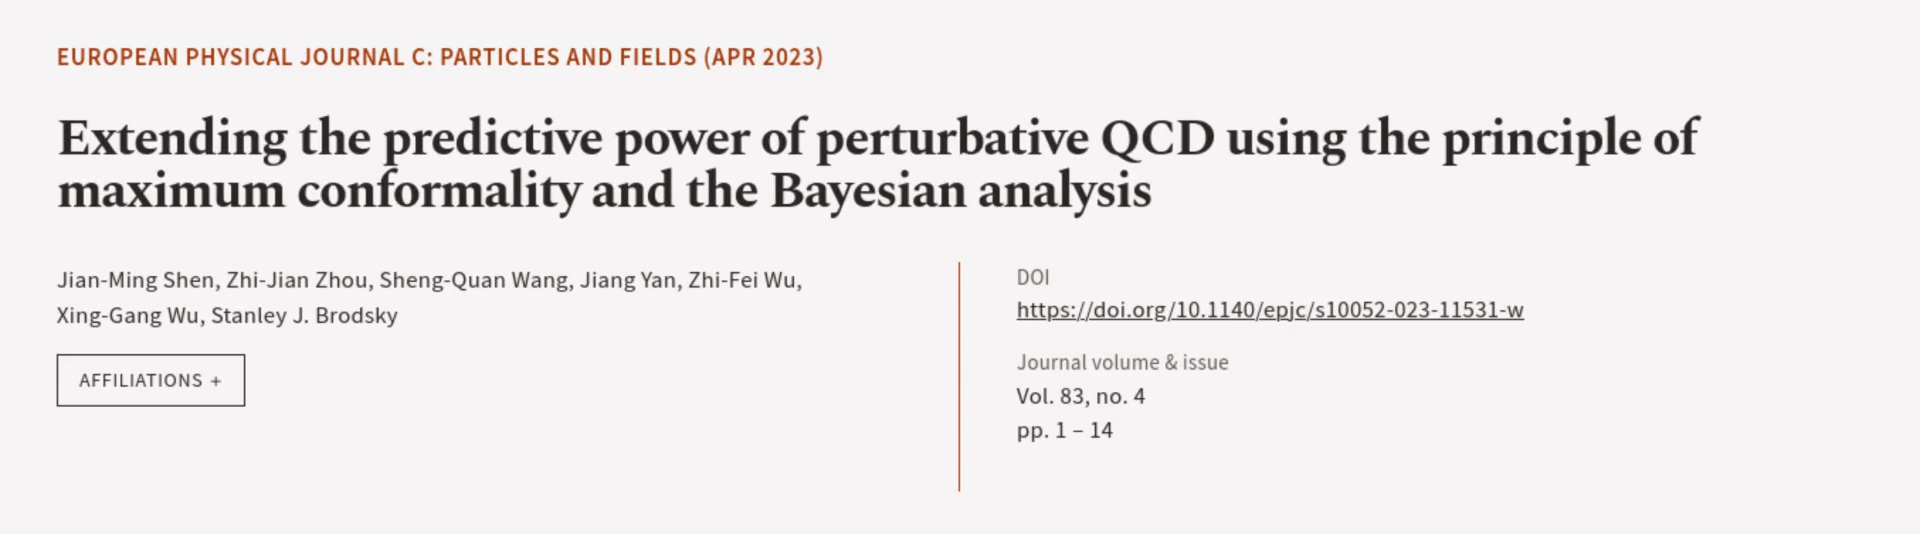 EUROPEAN PHYSICAL JOURNAL C: PARTICLES AND FIELDS (APR 2023)
Extending the predictive power of perturbative QCD using the principle of
maximum conformality and the Bayesian analysis
Jian-Ming Shen, Zhi-Jian Zhou, Sheng-Quan Wang, Jiang Yan, Zhi-Fei Wu,
Xing-Gang Wu, Stanley J. Brodsky
AFFILIATIONS +
DOI
https://doi.org/10.1140/epjc/s10052-023-11531-w
Journal volume & issue
Vol. 83, no. 4
pp. 1 – 14